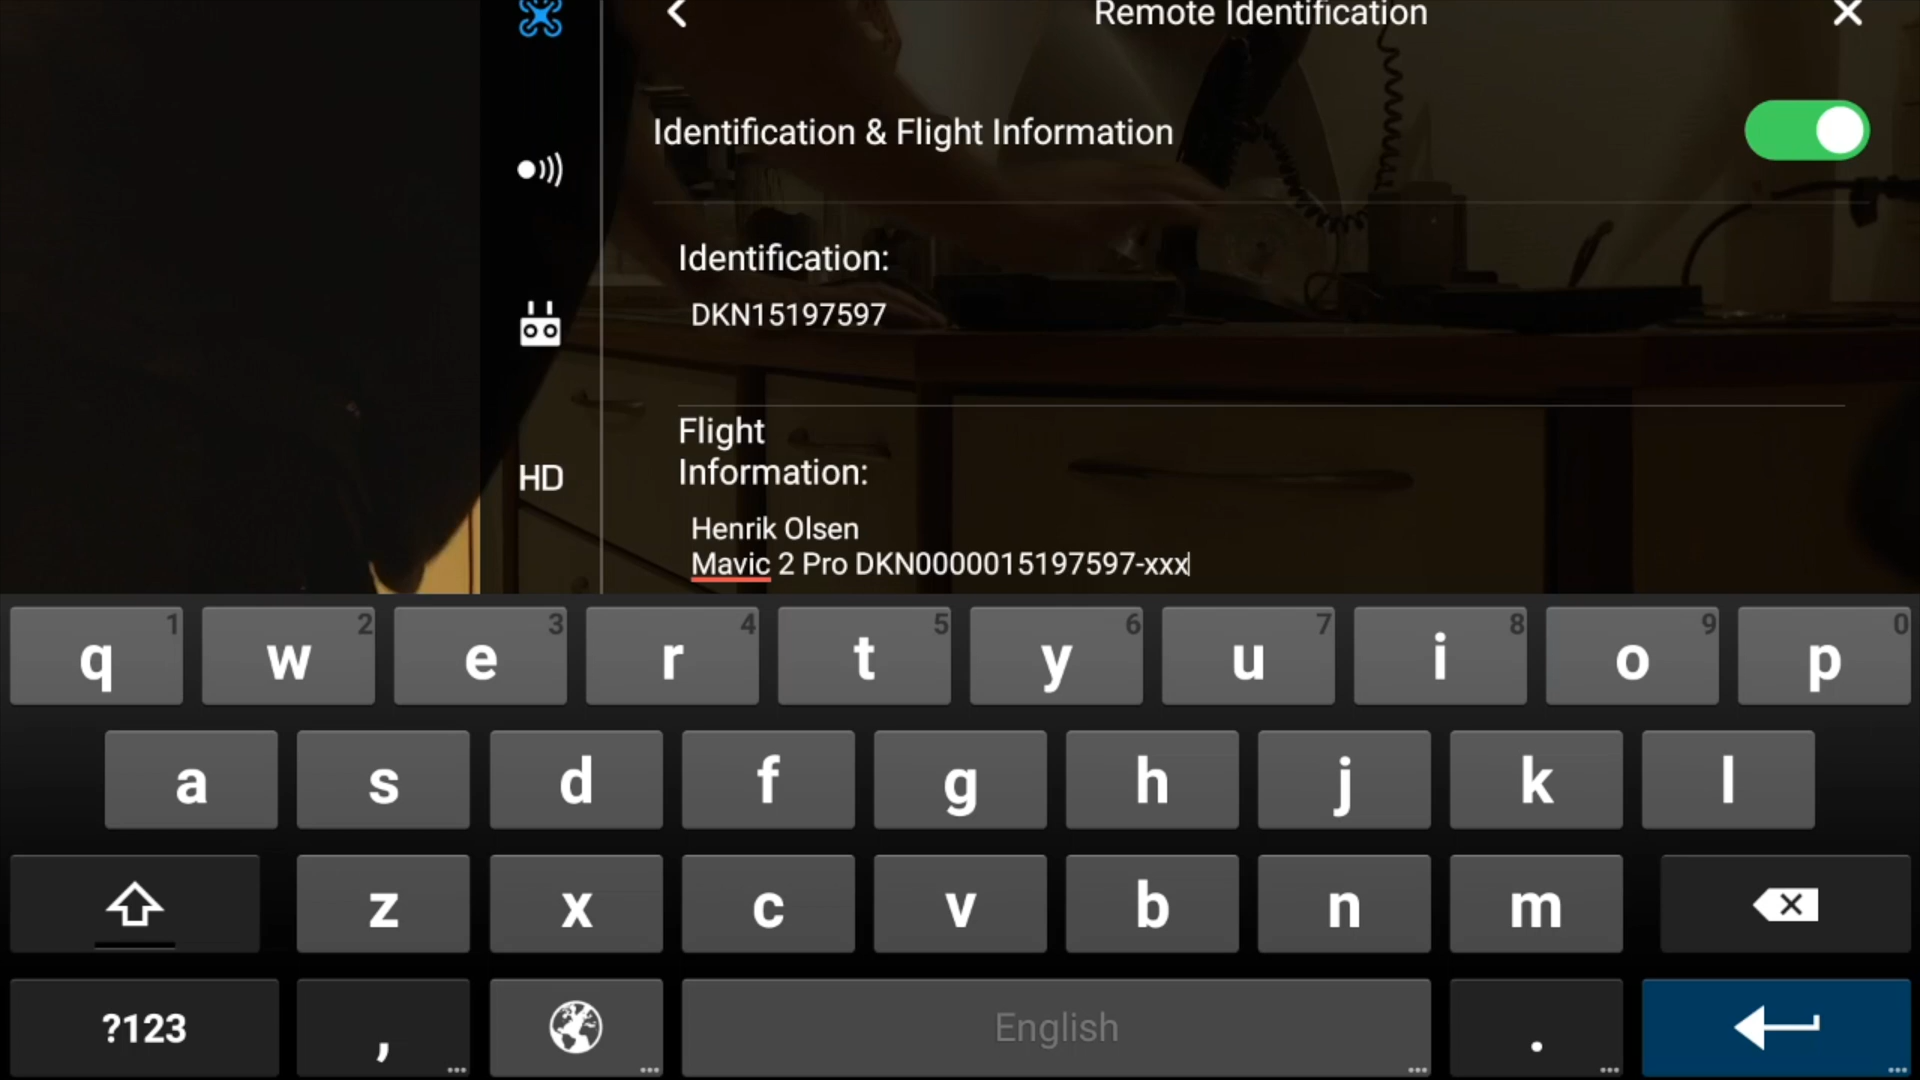 Remote Identification
Identification & Flight Information
Identification:
DKN15197597
HD
Flight
Information:
Henrik Olsen
Mavic 2 Pro DKN0000015197597-xxx
q 1 w 2 e 3 r 4 t 5 y 6 u 7 i 8 o 9 p 0
a s d f g h j k l
z x c v b n m
?123 , English .